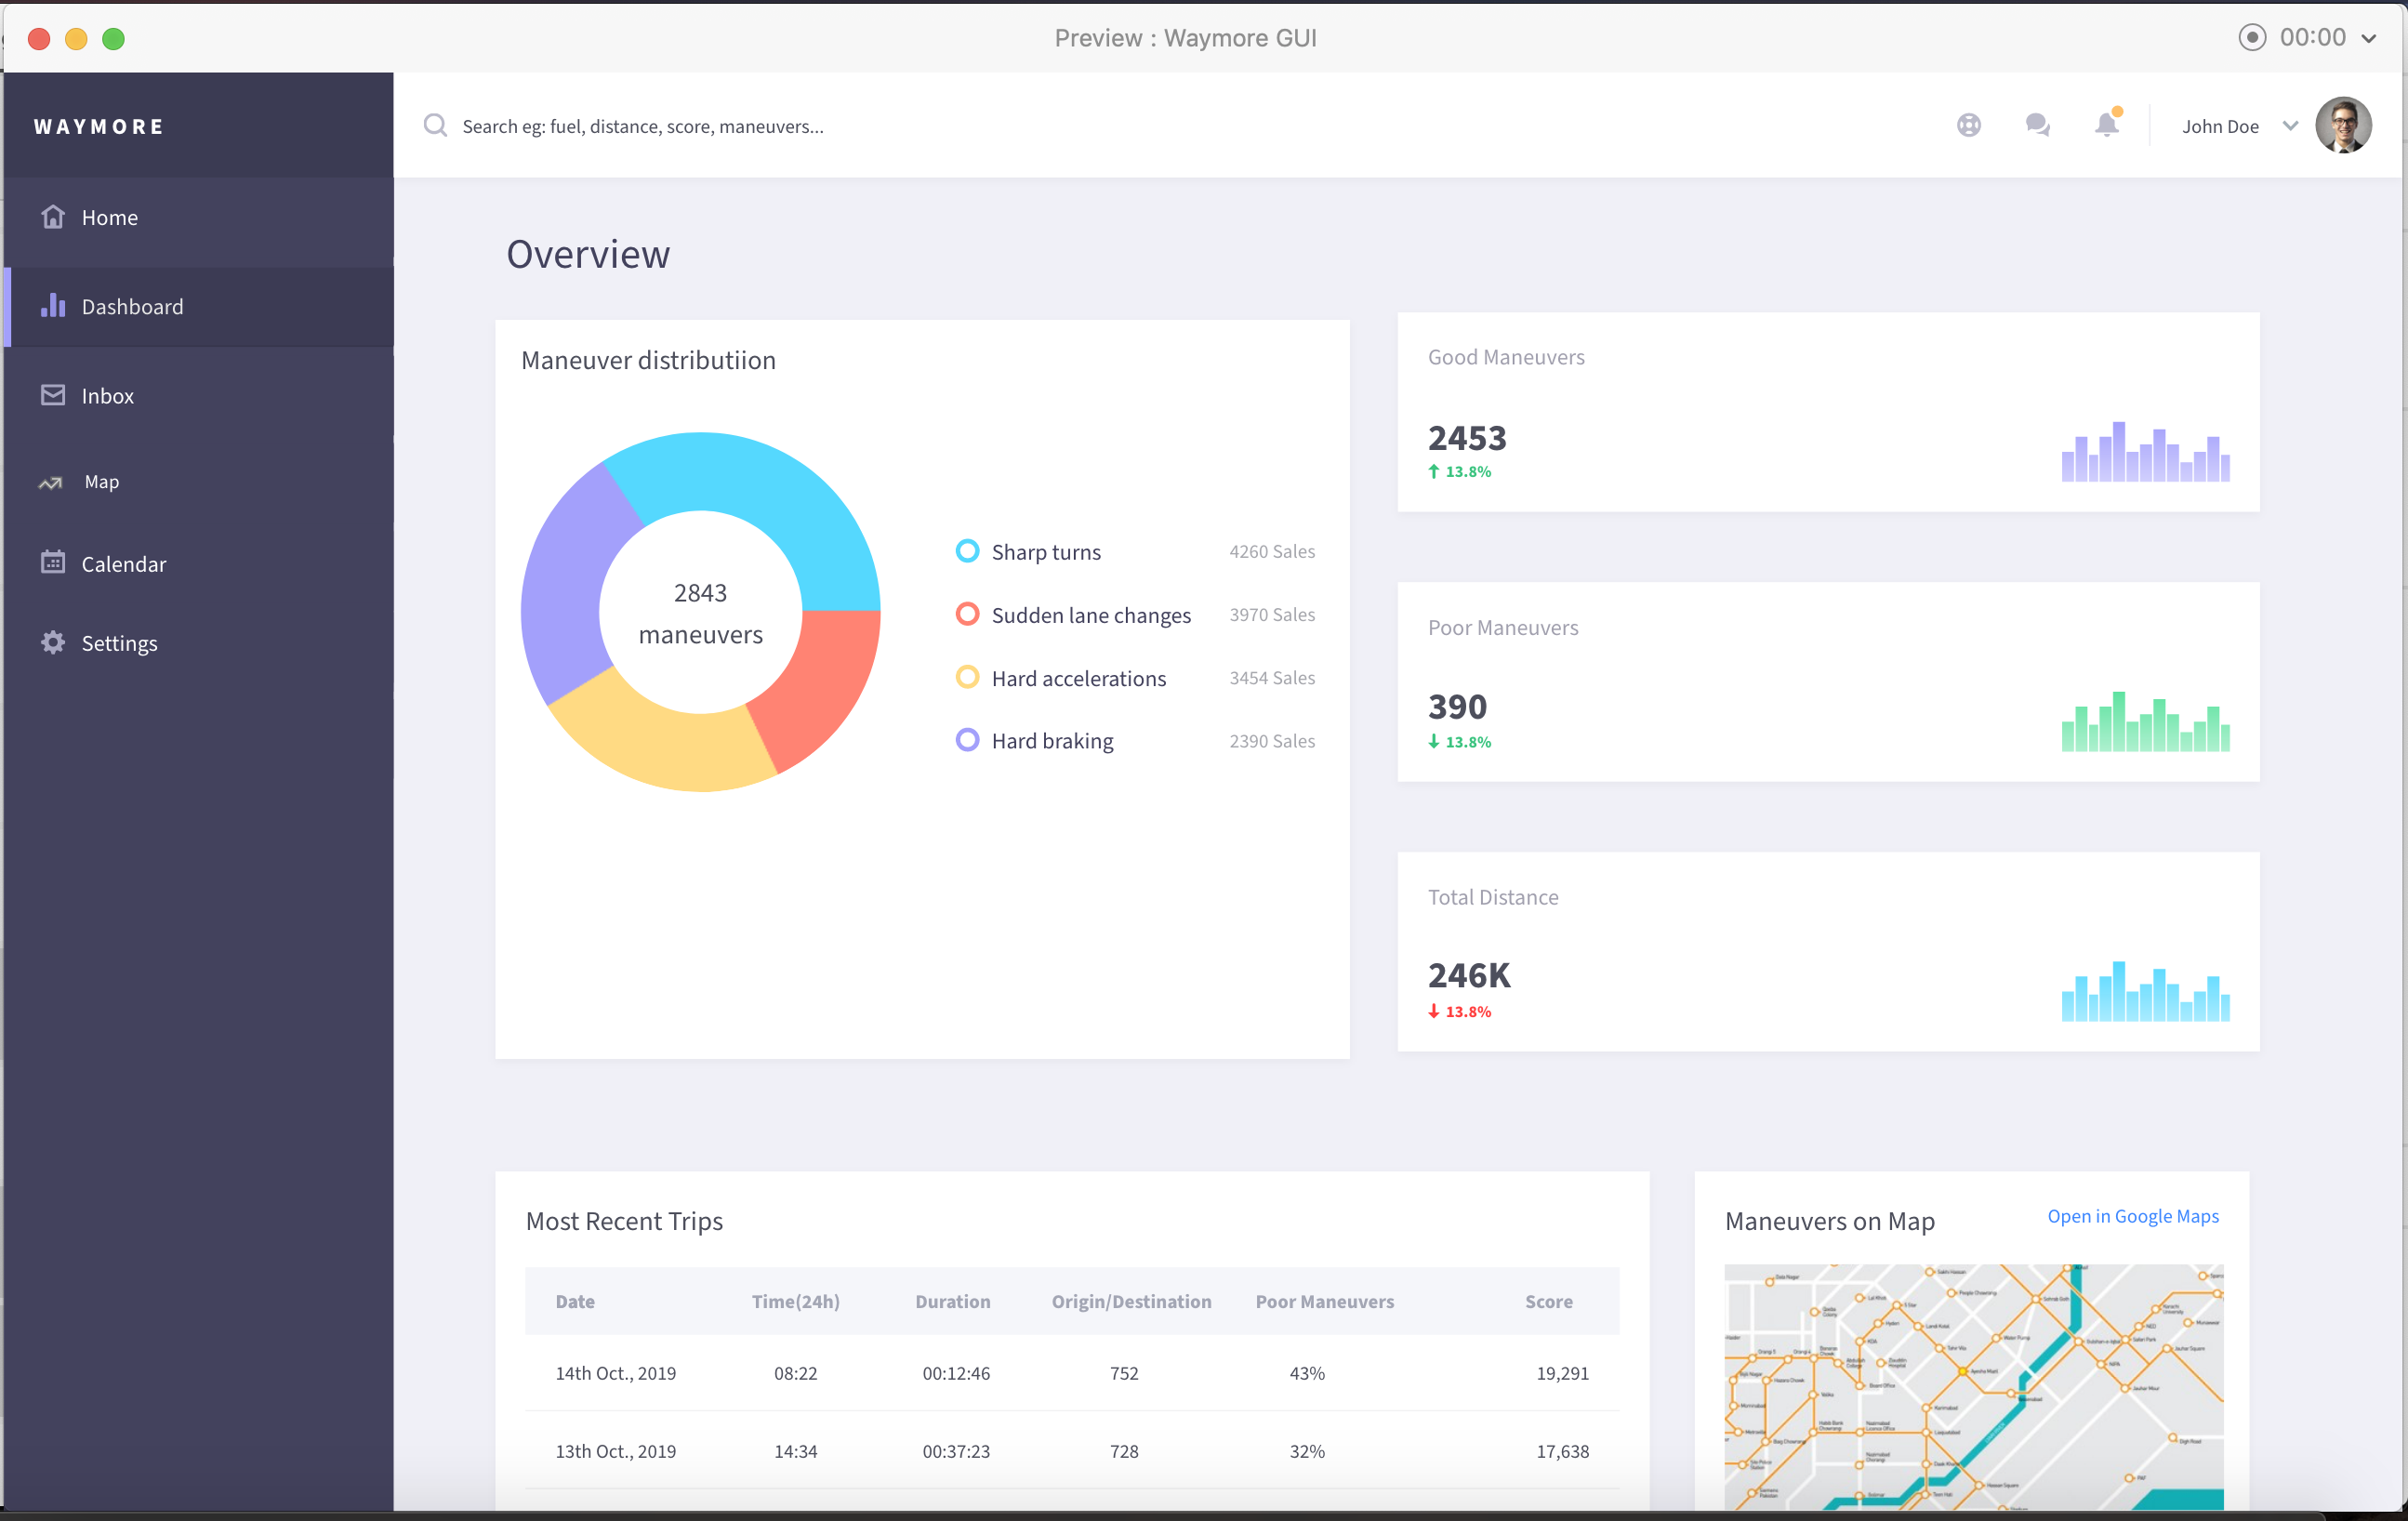 Preview : Waymore GUI
00:00
WAYMORE
Search eg: fuel, distance, score, maneuvers...
John Doe
Home
Dashboard
Inbox
Map
Calendar
Settings
Overview
Maneuver distributiion
2843
maneuvers
Sharp turns 4260 Sales
Sudden lane changes 3970 Sales
Hard accelerations 3454 Sales
Hard braking 2390 Sales
Good Maneuvers
2453
13.8%
Poor Maneuvers
390
13.8%
Total Distance
246K
13.8%
Most Recent Trips
Date Time(24h) Duration Origin/Destination Poor Maneuvers Score
14th Oct., 2019 08:22 00:12:46 752 43% 19,291
13th Oct., 2019 14:34 00:37:23 728 32% 17,638
Maneuvers on Map
Open in Google Maps